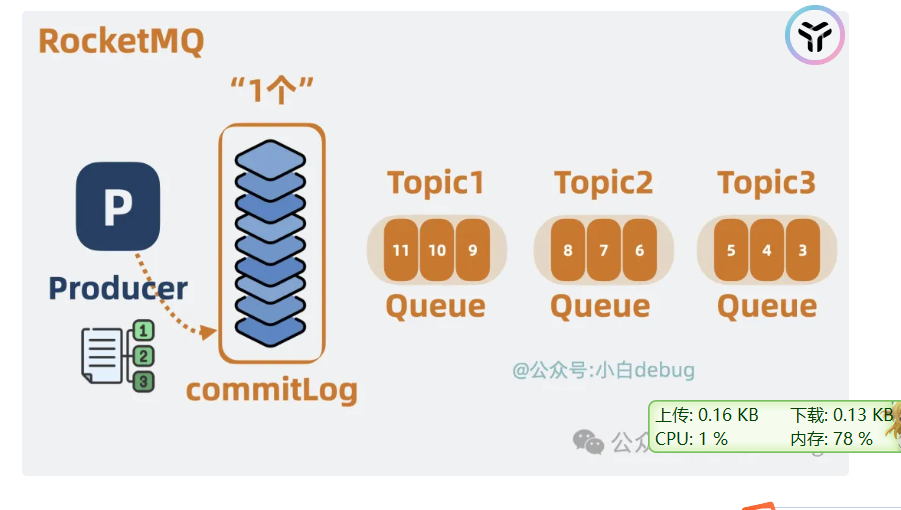 RocketMQ
“1个”
P
Producer
1
2
3
commitLog
Topic1
Topic2
Topic3
11 10 9
8 7 6
5 4 3
Queue
Queue
Queue
@公众号:小白debug
公众
上传: 0.16 KB 下载: 0.13 KB
CPU: 1 % 内存: 78 %